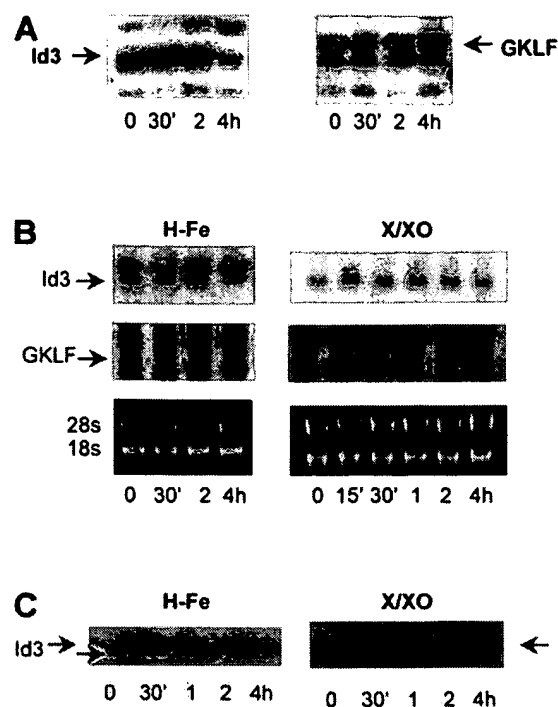 A
Id3
GKLF
0 30' 2 4h
0 30' 2 4h
B
H-Fe
X/XO
Id3
GKLF
28s
18s
0 30' 2 4h
0 15' 30' 1 2 4h
C
H-Fe
X/XO
Id3
0 30' 1 2 4h
0 30' 1 2 4h